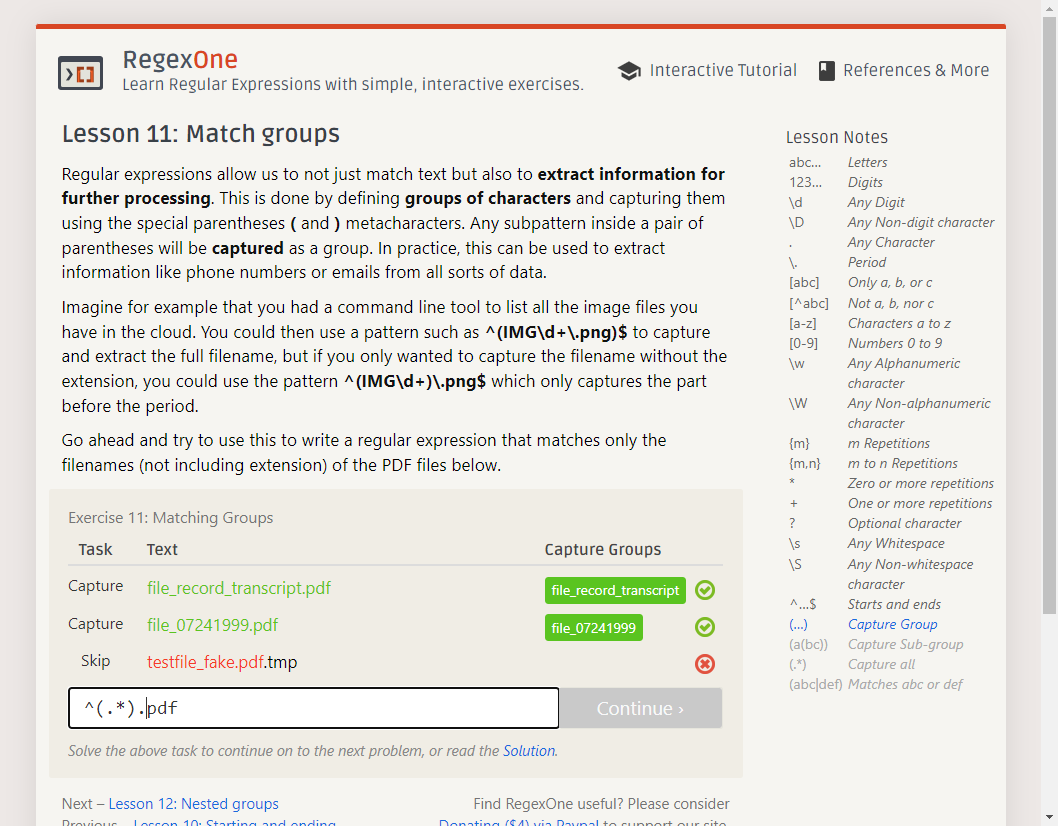 RegexOne
Learn Regular Expressions with simple, interactive exercises.
Interactive Tutorial
References & More
Lesson 11: Match groups
Regular expressions allow us to not just match text but also to extract information for
further processing. This is done by defining groups of characters and capturing them
using the special parentheses ( and ) metacharacters. Any subpattern inside a pair of
parentheses will be captured as a group. In practice, this can be used to extract
information like phone numbers or emails from all sorts of data.
Imagine for example that you had a command line tool to list all the image files you
have in the cloud. You could then use a pattern such as ^(IMG\d+\.png)$ to capture
and extract the full filename, but if you only wanted to capture the filename without the
extension, you could use the pattern ^(IMG\d+)\.png$ which only captures the part
before the period.
Go ahead and try to use this to write a regular expression that matches only the
filenames (not including extension) of the PDF files below.
Exercise 11: Matching Groups
Task Text Capture Groups
Capture file_record_transcript.pdf file_record_transcript
Capture file_07241999.pdf file_07241999
Skip testfile_fake.pdf.tmp
^(.*).pdf
Continue ›
Solve the above task to continue on to the next problem, or read the Solution.
Next – Lesson 12: Nested groups
Previous – Lesson 10: Starting and ending
Find RegexOne useful? Please consider
Donating ($4) via Paypal to support our site.
Lesson Notes
abc… Letters
123… Digits
\d Any Digit
\D Any Non-digit character
. Any Character
\. Period
[abc] Only a, b, or c
[^abc] Not a, b, nor c
[a-z] Characters a to z
[0-9] Numbers 0 to 9
\w Any Alphanumeric
character
\W Any Non-alphanumeric
character
{m} m Repetitions
{m,n} m to n Repetitions
* Zero or more repetitions
+ One or more repetitions
? Optional character
\s Any Whitespace
\S Any Non-whitespace
character
^…$ Starts and ends
(…) Capture Group
(a(bc)) Capture Sub-group
(.*) Capture all
(abc|def) Matches abc or def